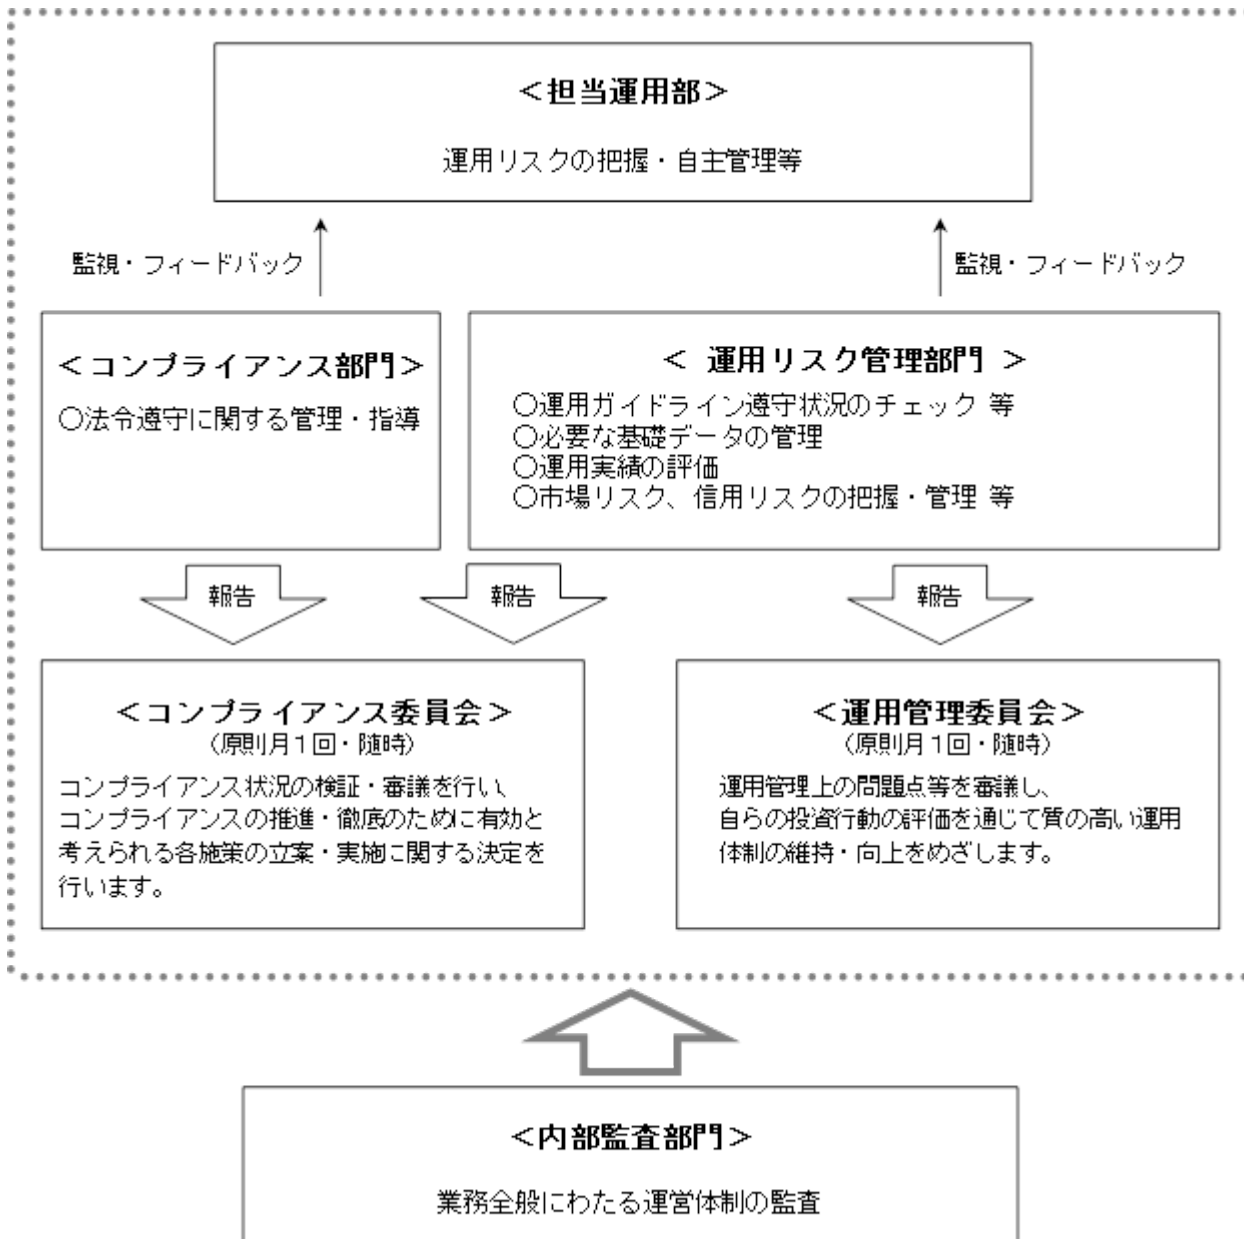 ＜担当運用部＞
運用リスクの把握・自主管理等
監視・フィードバック
監視・フィードバック
＜コンプライアンス部門＞
○法令遵守に関する管理・指導
＜ 運用リスク管理部門 ＞
○運用ガイドライン遵守状況のチェック 等
○必要な基礎データの管理
○運用実績の評価
○市場リスク、信用リスクの把握・管理 等
報告
報告
報告
＜コンプライアンス委員会＞
（原則月１回・随時）
コンプライアンス状況の検証・審議を行い、
コンプライアンスの推進・徹底のために有効と
考えられる各施策の立案・実施に関する決定を
行います。
＜運用管理委員会＞
（原則月１回・随時）
運用管理上の問題点等を審議し、
自らの投資行動の評価を通じて質の高い運用
体制の維持・向上をめざします。
＜内部監査部門＞
業務全般にわたる運営体制の監査